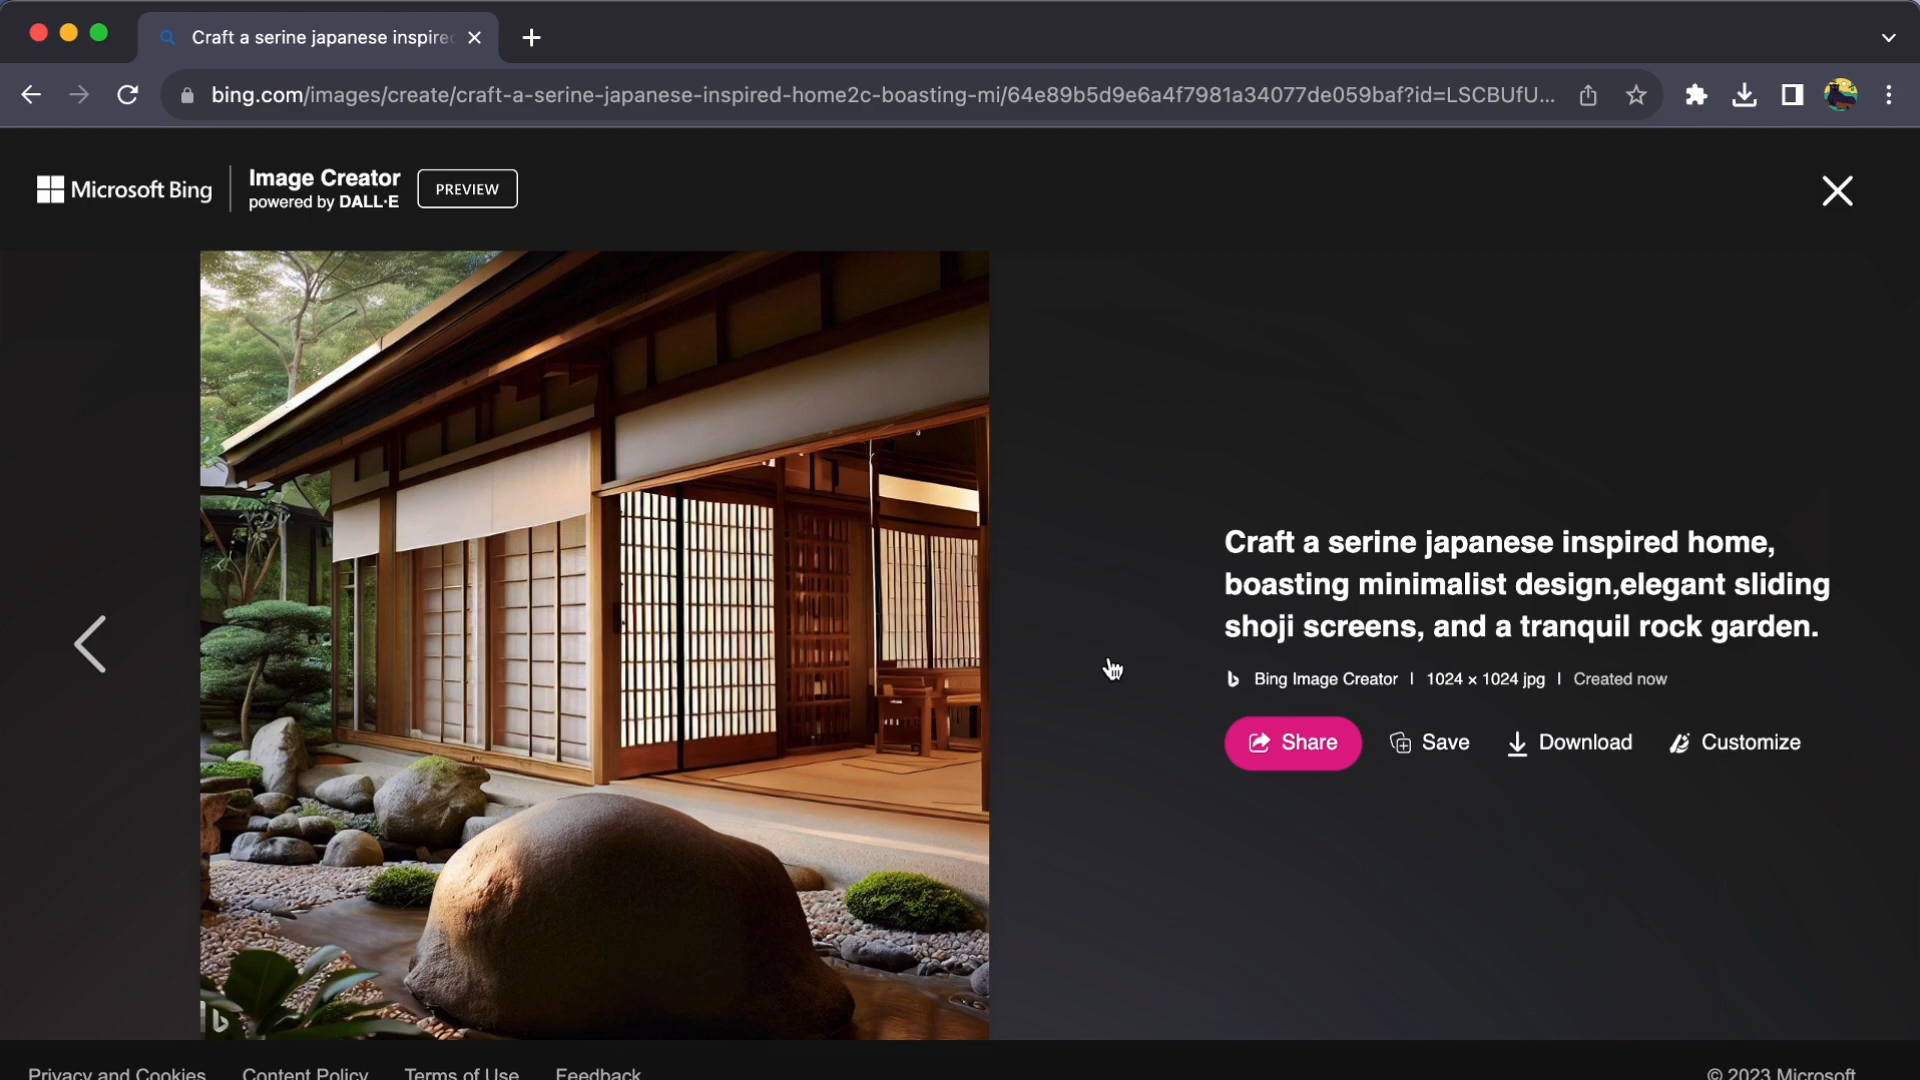 Craft a serine japanese inspire
bing.com/images/create/craft-a-serine-japanese-inspired-home2c-boasting-mi/64e89b5d9e6a4f7981a34077de059baf?id=LSCBUfU...
Microsoft Bing
Image Creator
powered by DALL·E
PREVIEW
Craft a serine japanese inspired home,
boasting minimalist design,elegant sliding
shoji screens, and a tranquil rock garden.
Bing Image Creator | 1024 × 1024 jpg | Created now
Share Save Download Customize
Privacy and Cookies Content Policy Terms of Use Feedback © 2023 Microsoft